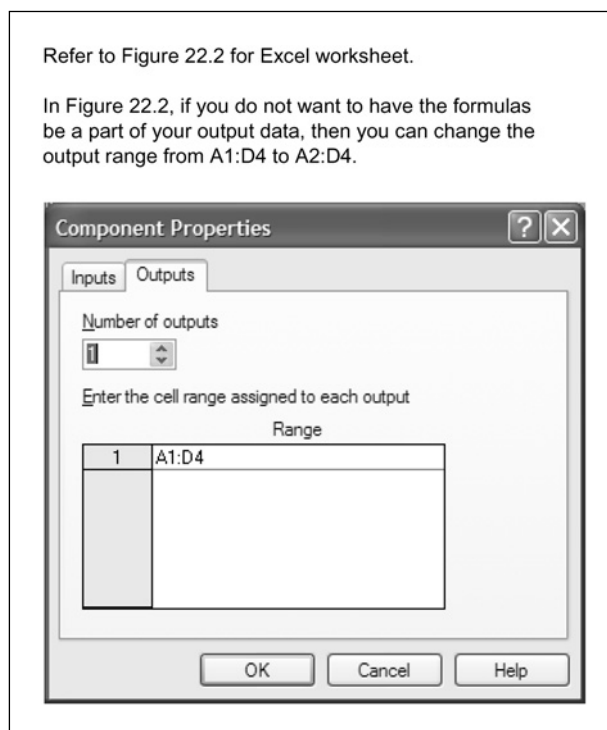 Refer to Figure 22.2 for Excel worksheet.
In Figure 22.2, if you do not want to have the formulas
be a part of your output data, then you can change the
output range from A1:D4 to A2:D4.
Component Properties
Inputs Outputs
Number of outputs
1
Enter the cell range assigned to each output
Range
1 A1:D4
OK Cancel Help